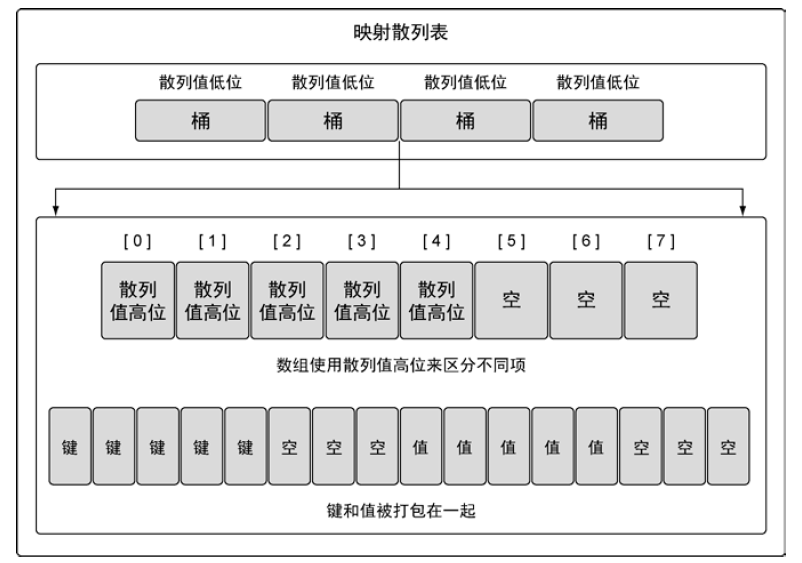 映射散列表
散列值低位 散列值低位 散列值低位 散列值低位
桶 桶 桶 桶
[0] [1] [2] [3] [4] [5] [6] [7]
散列 散列 散列 散列 散列 空 空 空
值高位 值高位 值高位 值高位 值高位
数组使用散列值高位来区分不同项
键 键 键 键 键 空 空 空 值 值 值 值 值 空 空 空
键和值被打包在一起